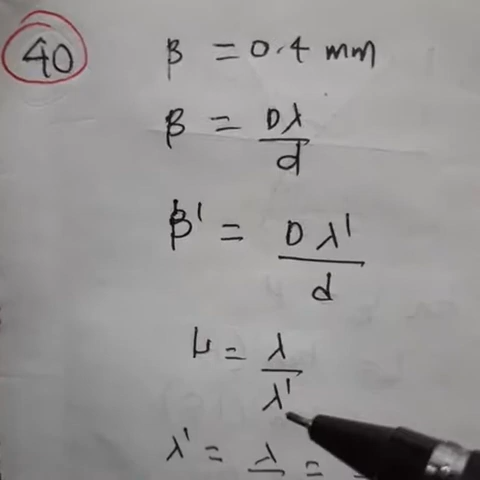 40
β = 0.4 mm
β = Dλ/d
β' = Dλ'/d
μ = λ/λ'
λ' = λ/ =